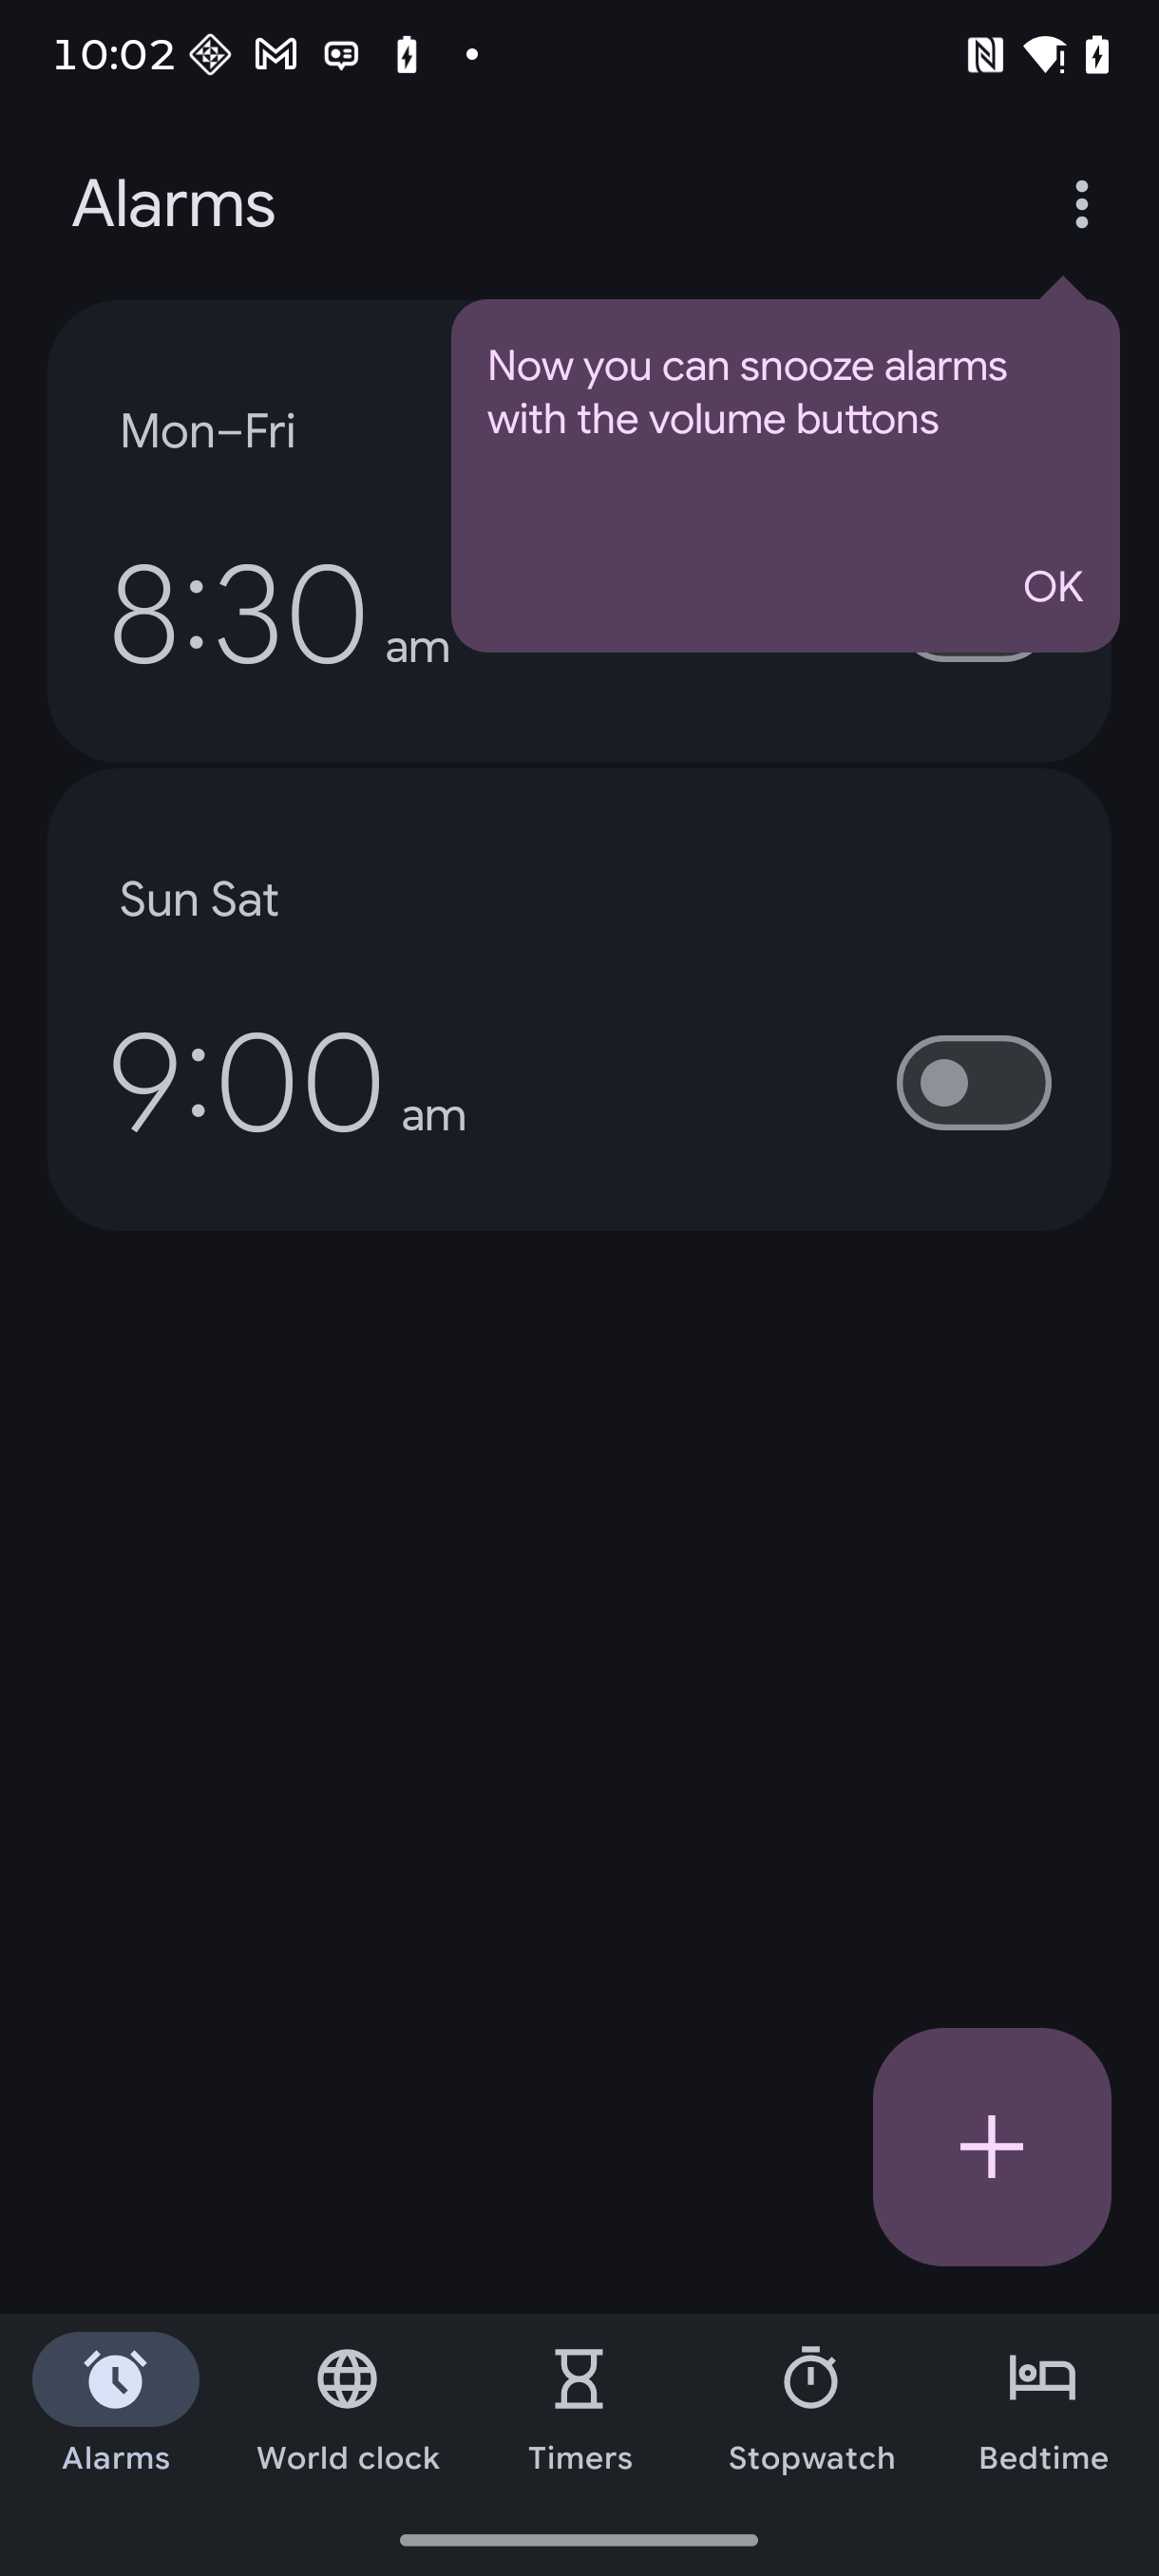 10:02
Alarms
Now you can snooze alarms
with the volume buttons
OK
Mon–Fri
8:30 am
Sun Sat
9:00 am
Alarms
World clock
Timers
Stopwatch
Bedtime